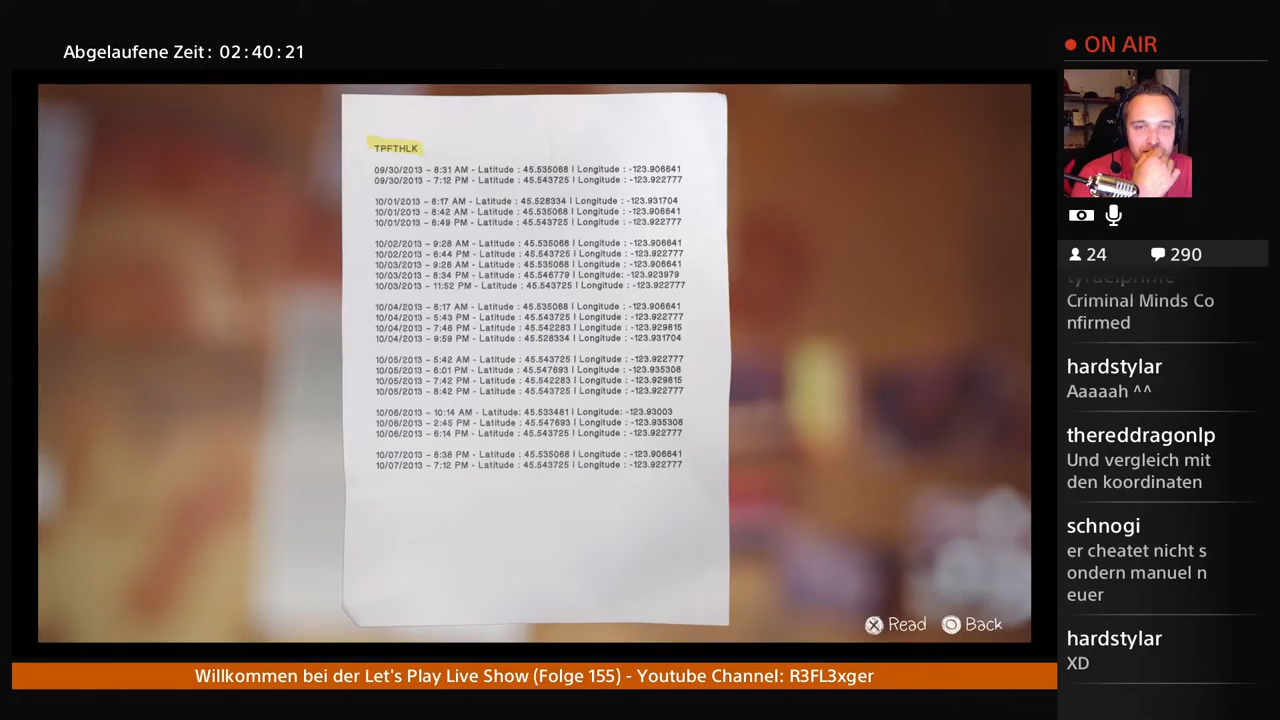 Abgelaufene Zeit: 02:40:21
ON AIR
TPFTHLK
09/30/2013 - 8:31 AM - Latitude : 45.535068 | Longitude : -123.906641
09/30/2013 - 7:12 PM - Latitude : 45.543725 | Longitude : -123.922777
10/01/2013 - 8:17 AM - Latitude : 45.528334 | Longitude : -123.931704
10/01/2013 - 8:42 AM - Latitude : 45.535068 | Longitude : -123.906641
10/01/2013 - 6:49 PM - Latitude : 45.543725 | Longitude : -123.922777
10/02/2013 - 9:28 AM - Latitude : 45.535068 | Longitude : -123.906641
10/02/2013 - 6:44 PM - Latitude : 45.543725 | Longitude : -123.922777
10/03/2013 - 9:26 AM - Latitude : 45.535068 | Longitude : -123.906641
10/03/2013 - 8:34 PM - Latitude : 45.546779 | Longitude: -123.923979
10/03/2013 - 11:52 PM - Latitude : 45.543725 | Longitude : -123.922777
10/04/2013 - 8:17 AM - Latitude : 45.535068 | Longitude : -123.906641
10/04/2013 - 5:43 PM - Latitude : 45.543725 | Longitude : -123.922777
10/04/2013 - 7:48 PM - Latitude : 45.542283 | Longitude : -123.929815
10/04/2013 - 9:59 PM - Latitude : 45.528334 | Longitude : -123.931704
10/05/2013 - 5:42 AM - Latitude : 45.543725 | Longitude : -123.922777
10/05/2013 - 6:01 PM - Latitude : 45.547693 | Longitude : -123.935308
10/05/2013 - 7:42 PM - Latitude : 45.542283 | Longitude : -123.929815
10/05/2013 - 8:42 PM - Latitude : 45.543725 | Longitude : -123.922777
10/06/2013 - 10:14 AM - Latitude: 45.533481 | Longitude: -123.93003
10/06/2013 - 2:45 PM - Latitude : 45.547693 | Longitude : -123.935308
10/06/2013 - 6:14 PM - Latitude : 45.543725 | Longitude : -123.922777
10/07/2013 - 8:38 PM - Latitude : 45.535068 | Longitude : -123.906641
10/07/2013 - 7:12 PM - Latitude : 45.543725 | Longitude : -123.922777
Read Back
Willkommen bei der Let's Play Live Show (Folge 155) - Youtube Channel: R3FL3xger
24 290
tyraelprime
Criminal Minds Co
nfirmed
hardstylar
Aaaaah ^^
thereddragonlp
Und vergleich mit
den koordinaten
schnogi
er cheatet nicht s
ondern manuel n
euer
hardstylar
XD